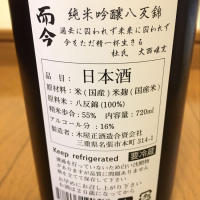 而今 純米吟醸八反錦
過去に囚われず未来に囚われず
今をただ精一杯生きる
杜氏 大西唯克
品目:日本酒
原材料:米(国産)米麹(国産米)
原料米:八反錦(100%)
精米歩合:55% 内容量:720ml
アルコール分:16%
製造者:木屋正酒造合資会社
三重県名張市本町314-1
Keep refrigerated
要冷蔵